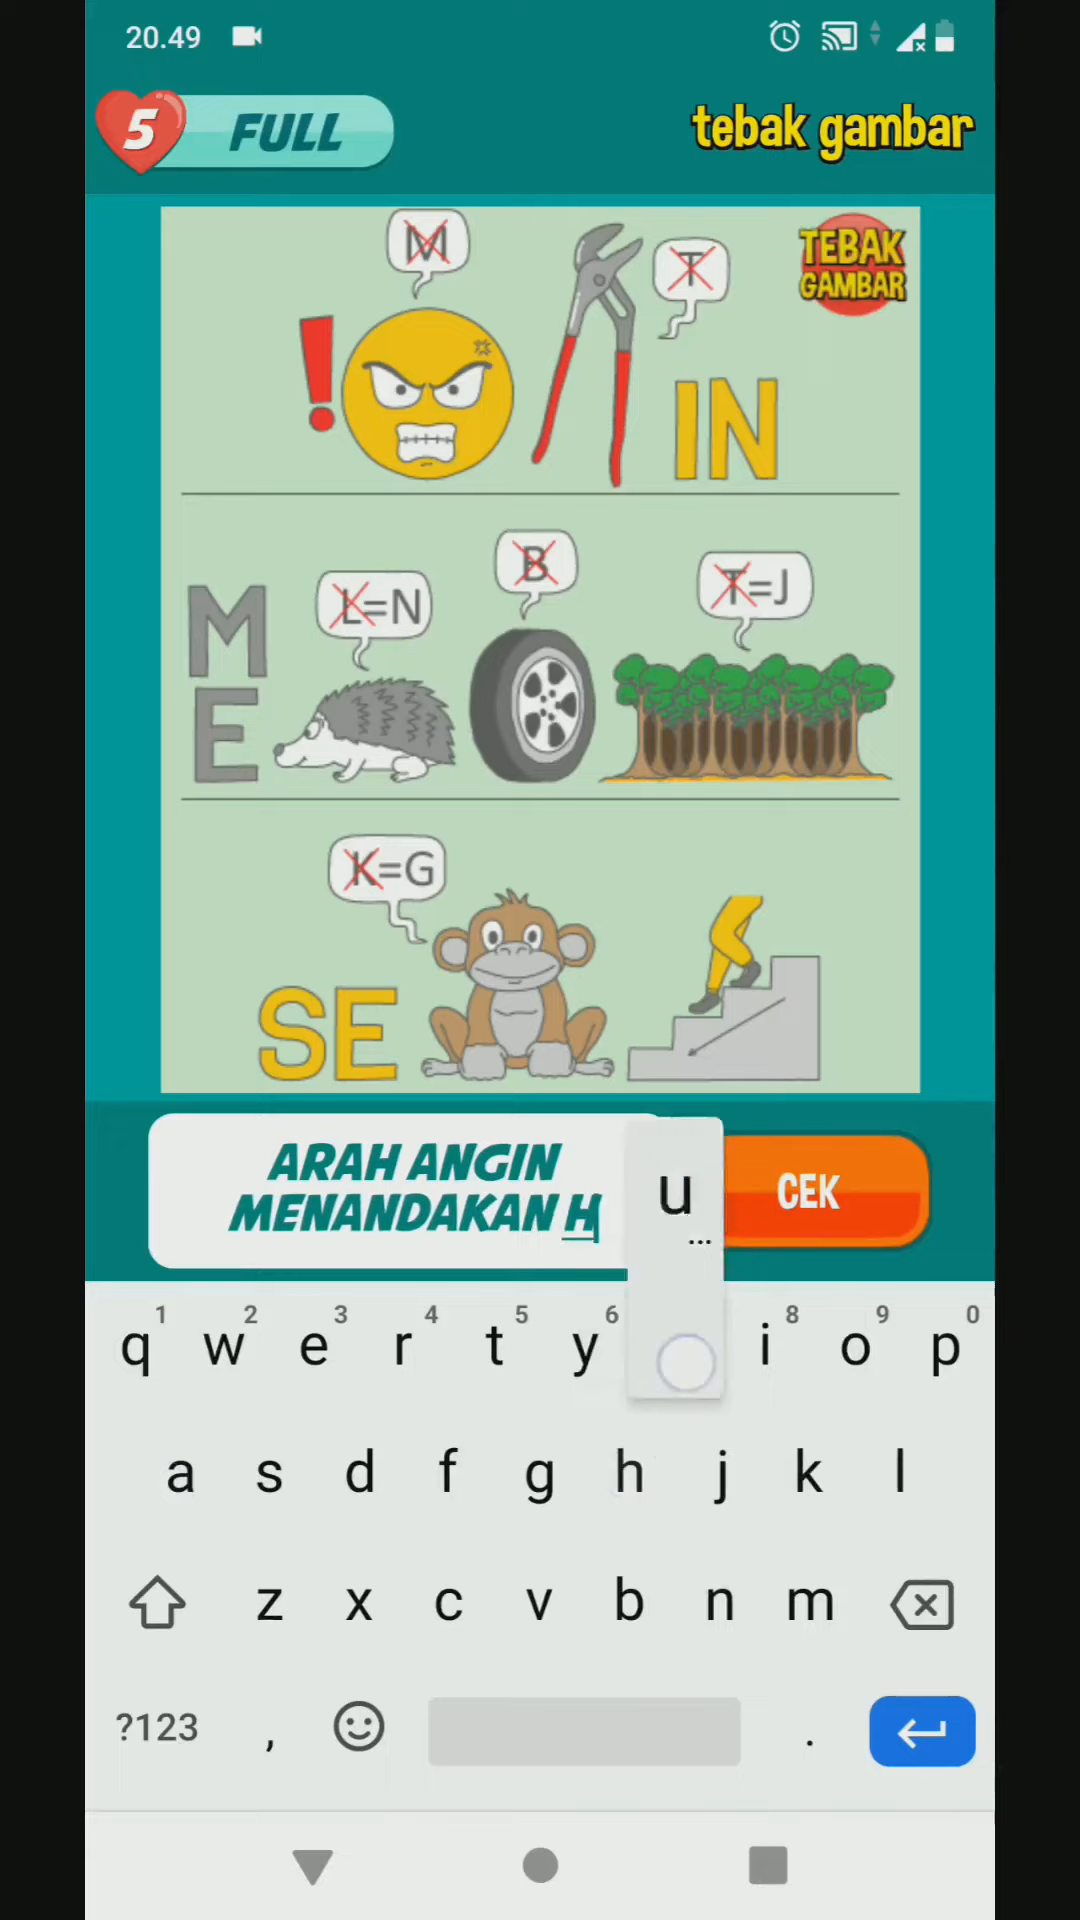 20.49
5 FULL
tebak gambar
M
T
TEBAK
GAMBAR
!
IN
B
L=N
T=J
M
E
K=G
SE
ARAH ANGIN
MENANDAKAN H
CEK
u
...
1 2 3 4 5 6 8 9 0
q w e r t y i o p
a s d f g h j k l
z x c v b n m
?123 , .